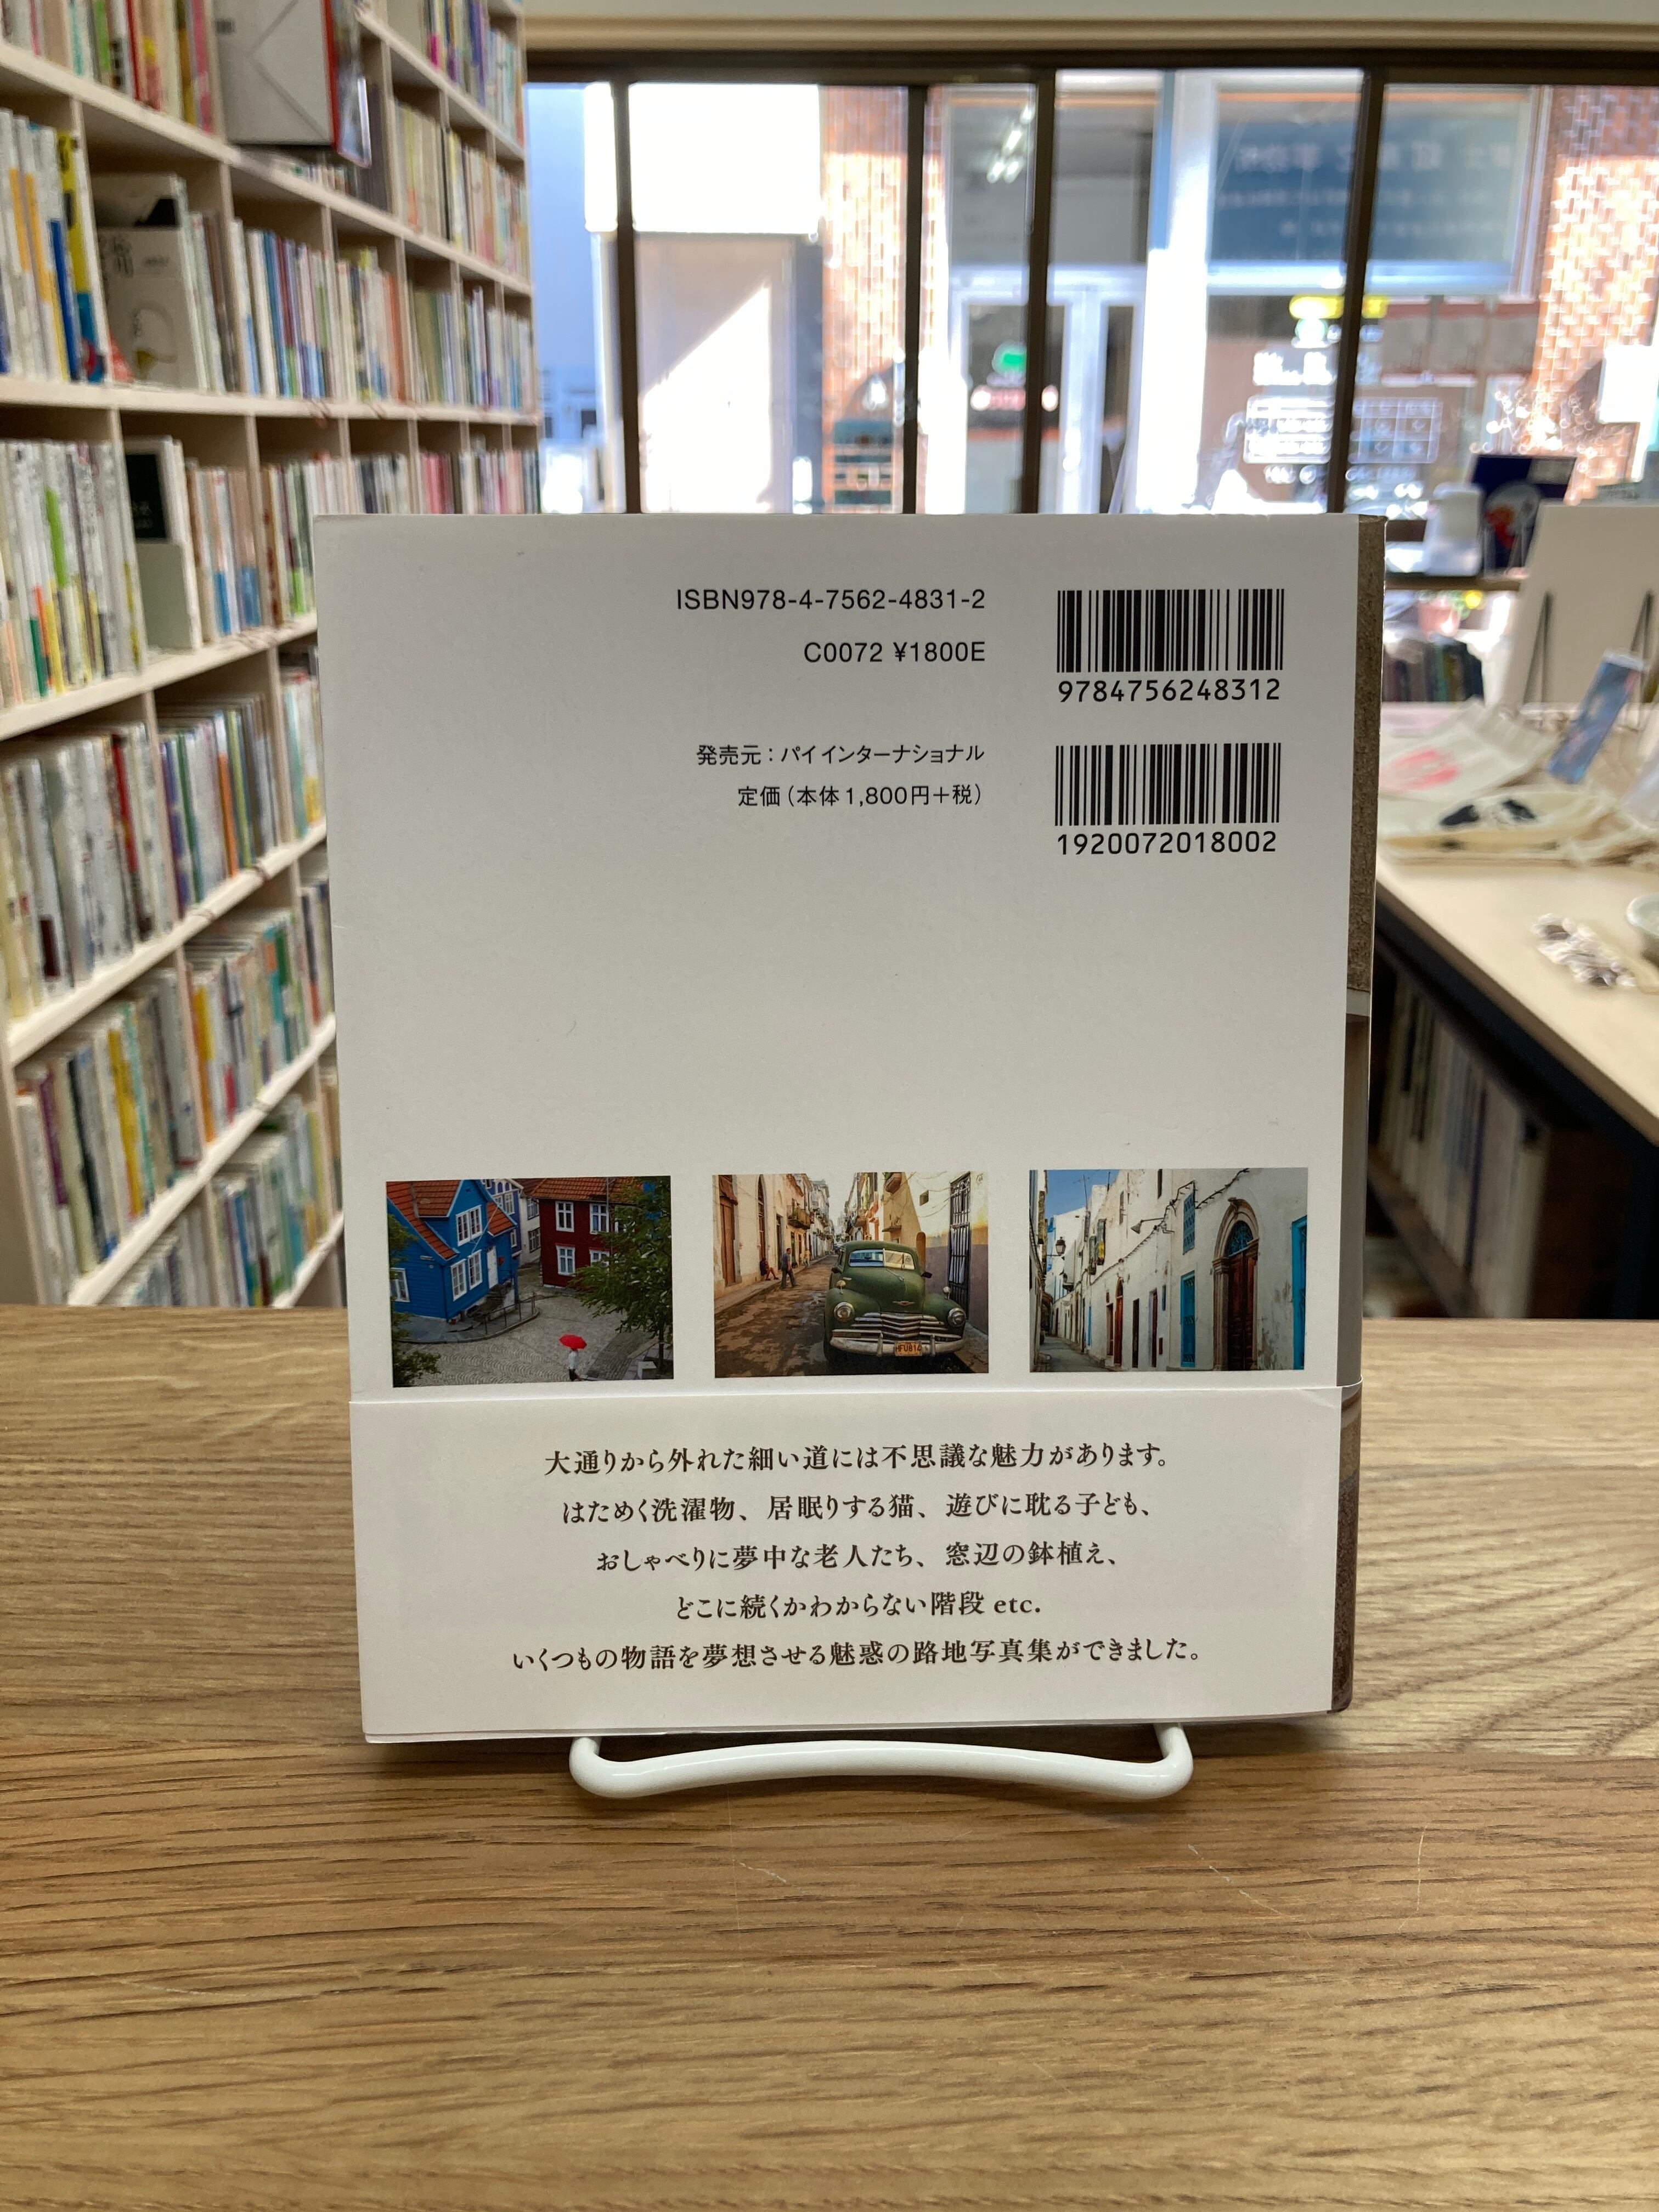 ISBN978-4-7562-4831-2
C0072 ¥1800E
9784756248312
発売元：パイインターナショナル
定価（本体1,800円＋税）
1920072018002
HFU814
大通りから外れた細い道には不思議な魅力があります。
はためく洗濯物、居眠りする猫、遊びに耽る子ども、
おしゃべりに夢中な老人たち、窓辺の鉢植え、
どこに続くかわからない階段 etc.
いくつもの物語を夢想させる魅惑の路地写真集ができました。